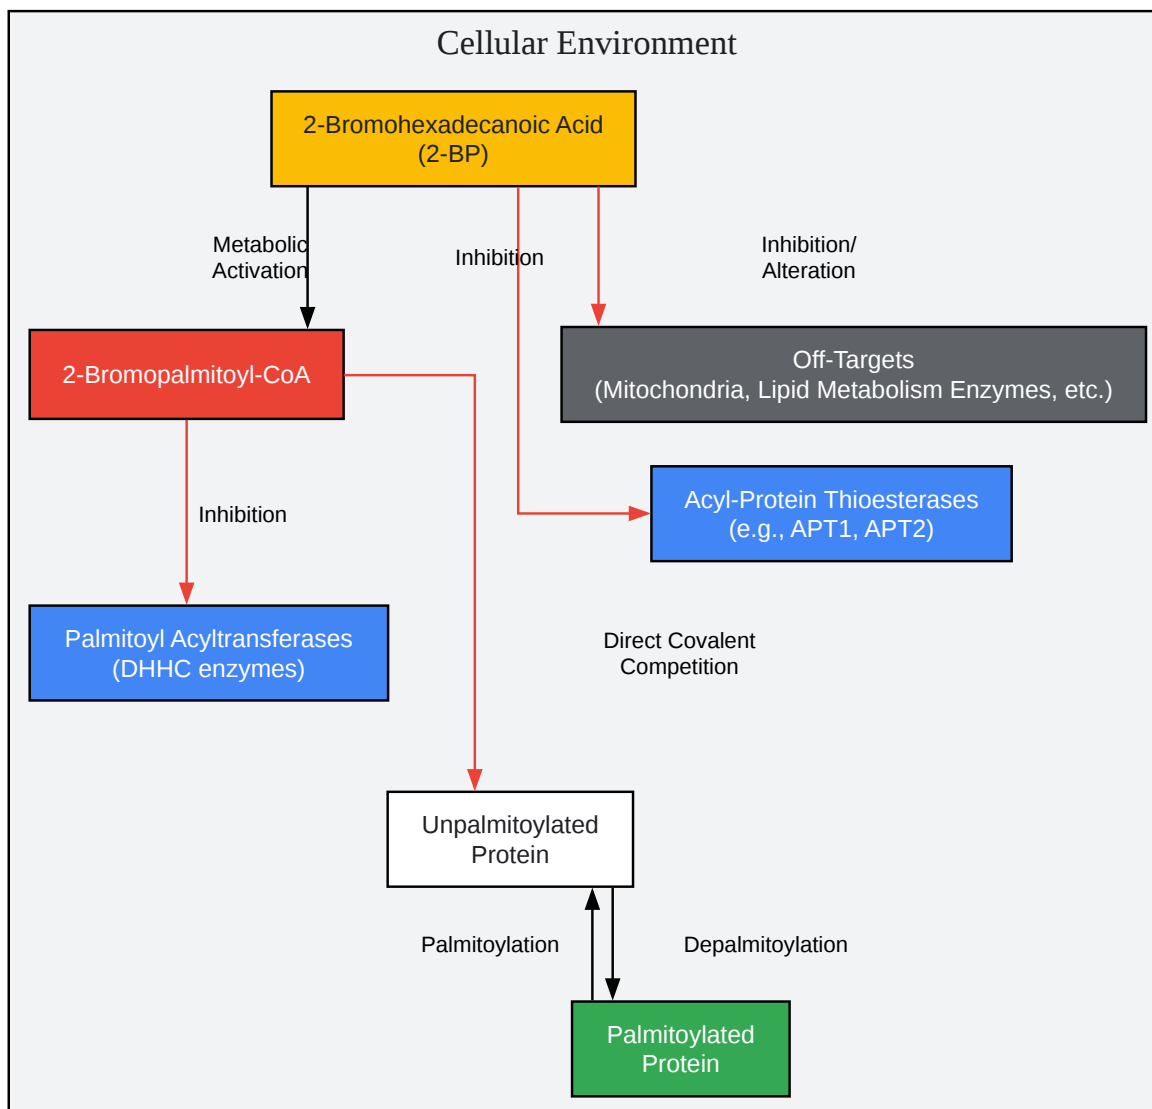 Cellular Environment
2-Bromohexadecanoic Acid
(2-BP)
Metabolic
Activation
Inhibition
Inhibition/
Alteration
2-Bromopalmitoyl-CoA
Off-Targets
(Mitochondria, Lipid Metabolism Enzymes, etc.)
Acyl-Protein Thioesterases
(e.g., APT1, APT2)
Inhibition
Palmitoyl Acyltransferases
(DHHC enzymes)
Direct Covalent
Competition
Unpalmitoylated
Protein
Palmitoylation
Depalmitoylation
Palmitoylated
Protein